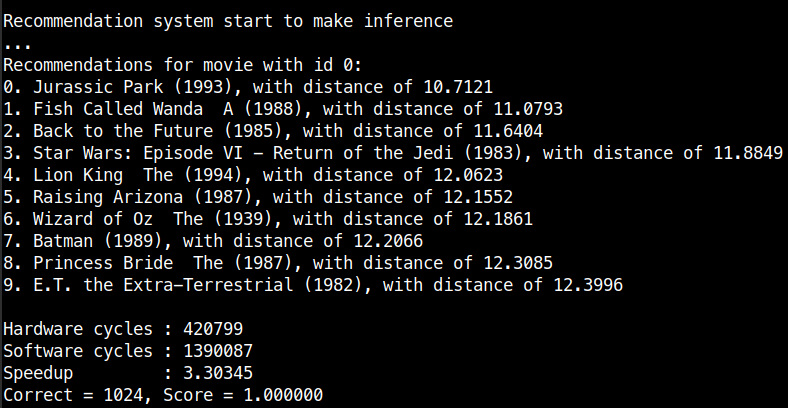 Recommendation system start to make inference
...
Recommendations for movie with id 0:
0. Jurassic Park (1993), with distance of 10.7121
1. Fish Called Wanda  A (1988), with distance of 11.0793
2. Back to the Future (1985), with distance of 11.6404
3. Star Wars: Episode VI - Return of the Jedi (1983), with distance of 11.8849
4. Lion King  The (1994), with distance of 12.0623
5. Raising Arizona (1987), with distance of 12.1552
6. Wizard of Oz  The (1939), with distance of 12.1861
7. Batman (1989), with distance of 12.2066
8. Princess Bride  The (1987), with distance of 12.3085
9. E.T. the Extra-Terrestrial (1982), with distance of 12.3996
Hardware cycles : 420799
Software cycles : 1390087
Speedup         : 3.30345
Correct = 1024, Score = 1.000000